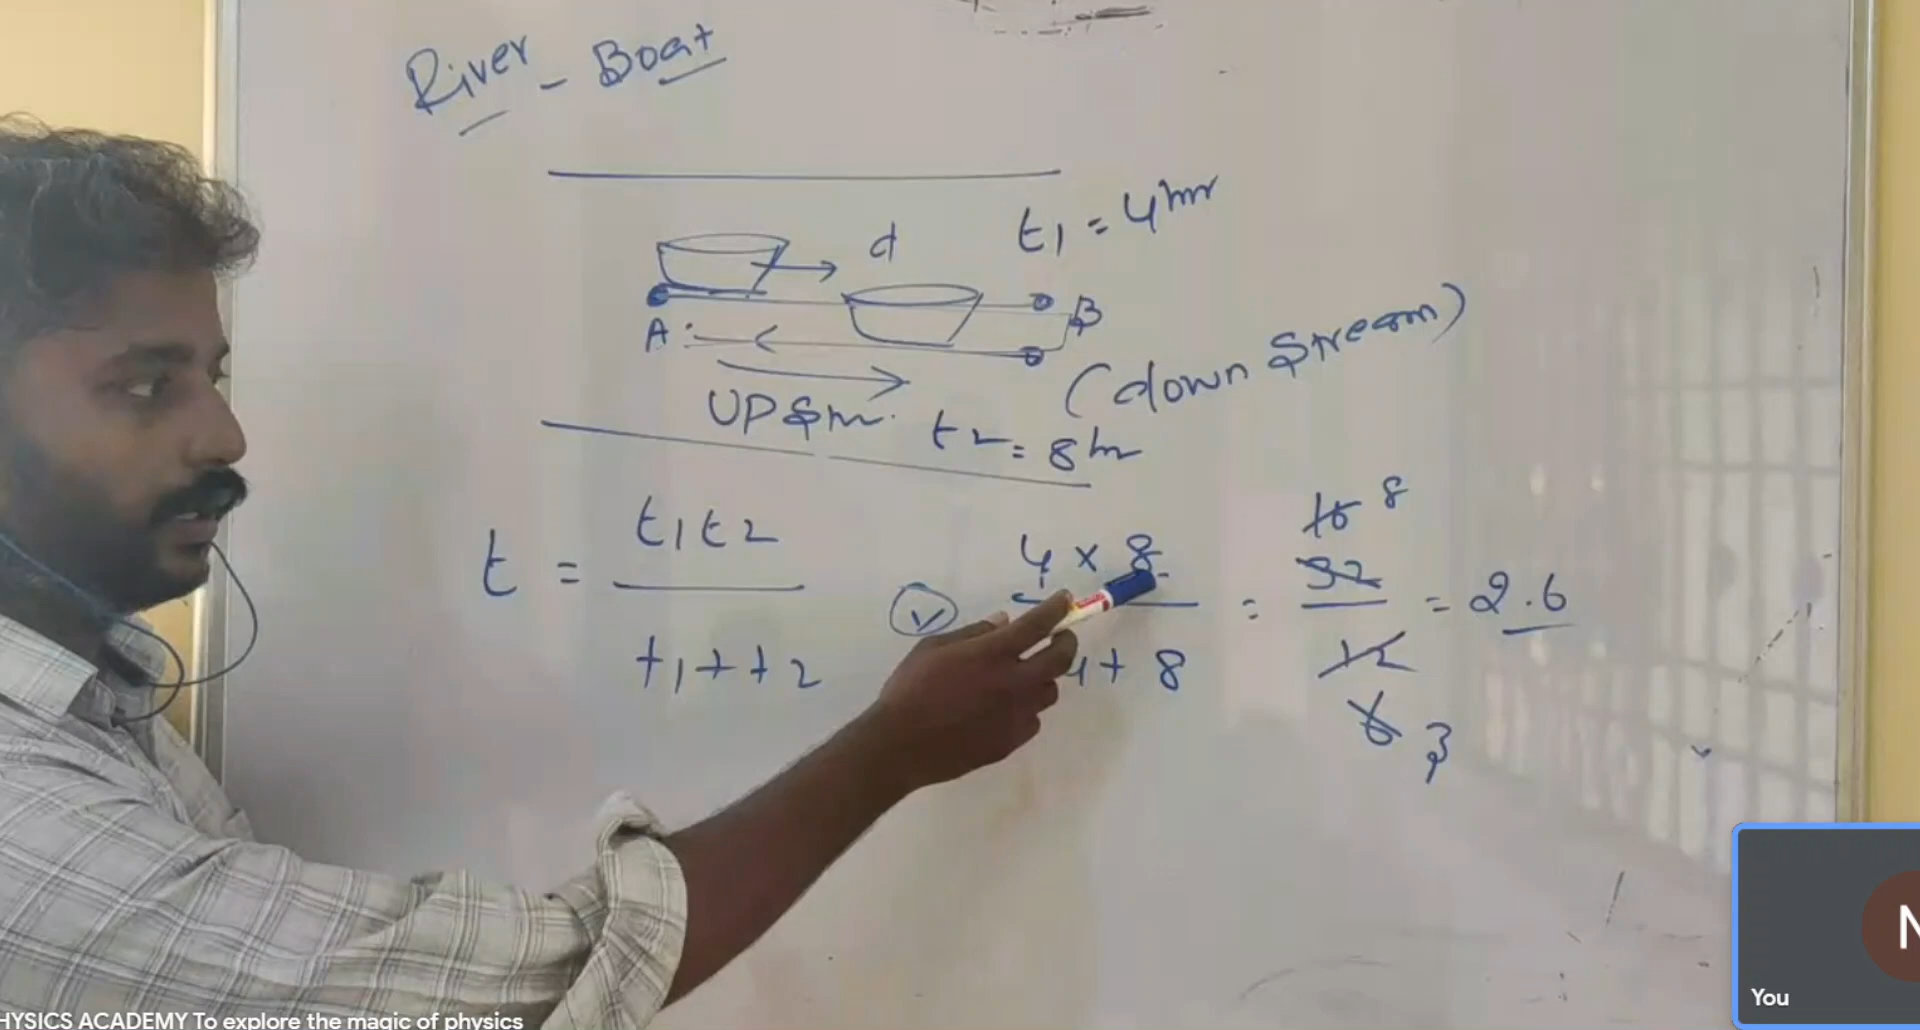 River - Boat
t1 = 4hr
d
A
B
(down stream)
UPSm.
t2 = 8hr
t = t1t2 / t1+t2
4 x 8 / 4+8 = 32 / 12 = 2.6
16 8
6 3
HYSICS ACADEMY To explore the magic of physics
You
N